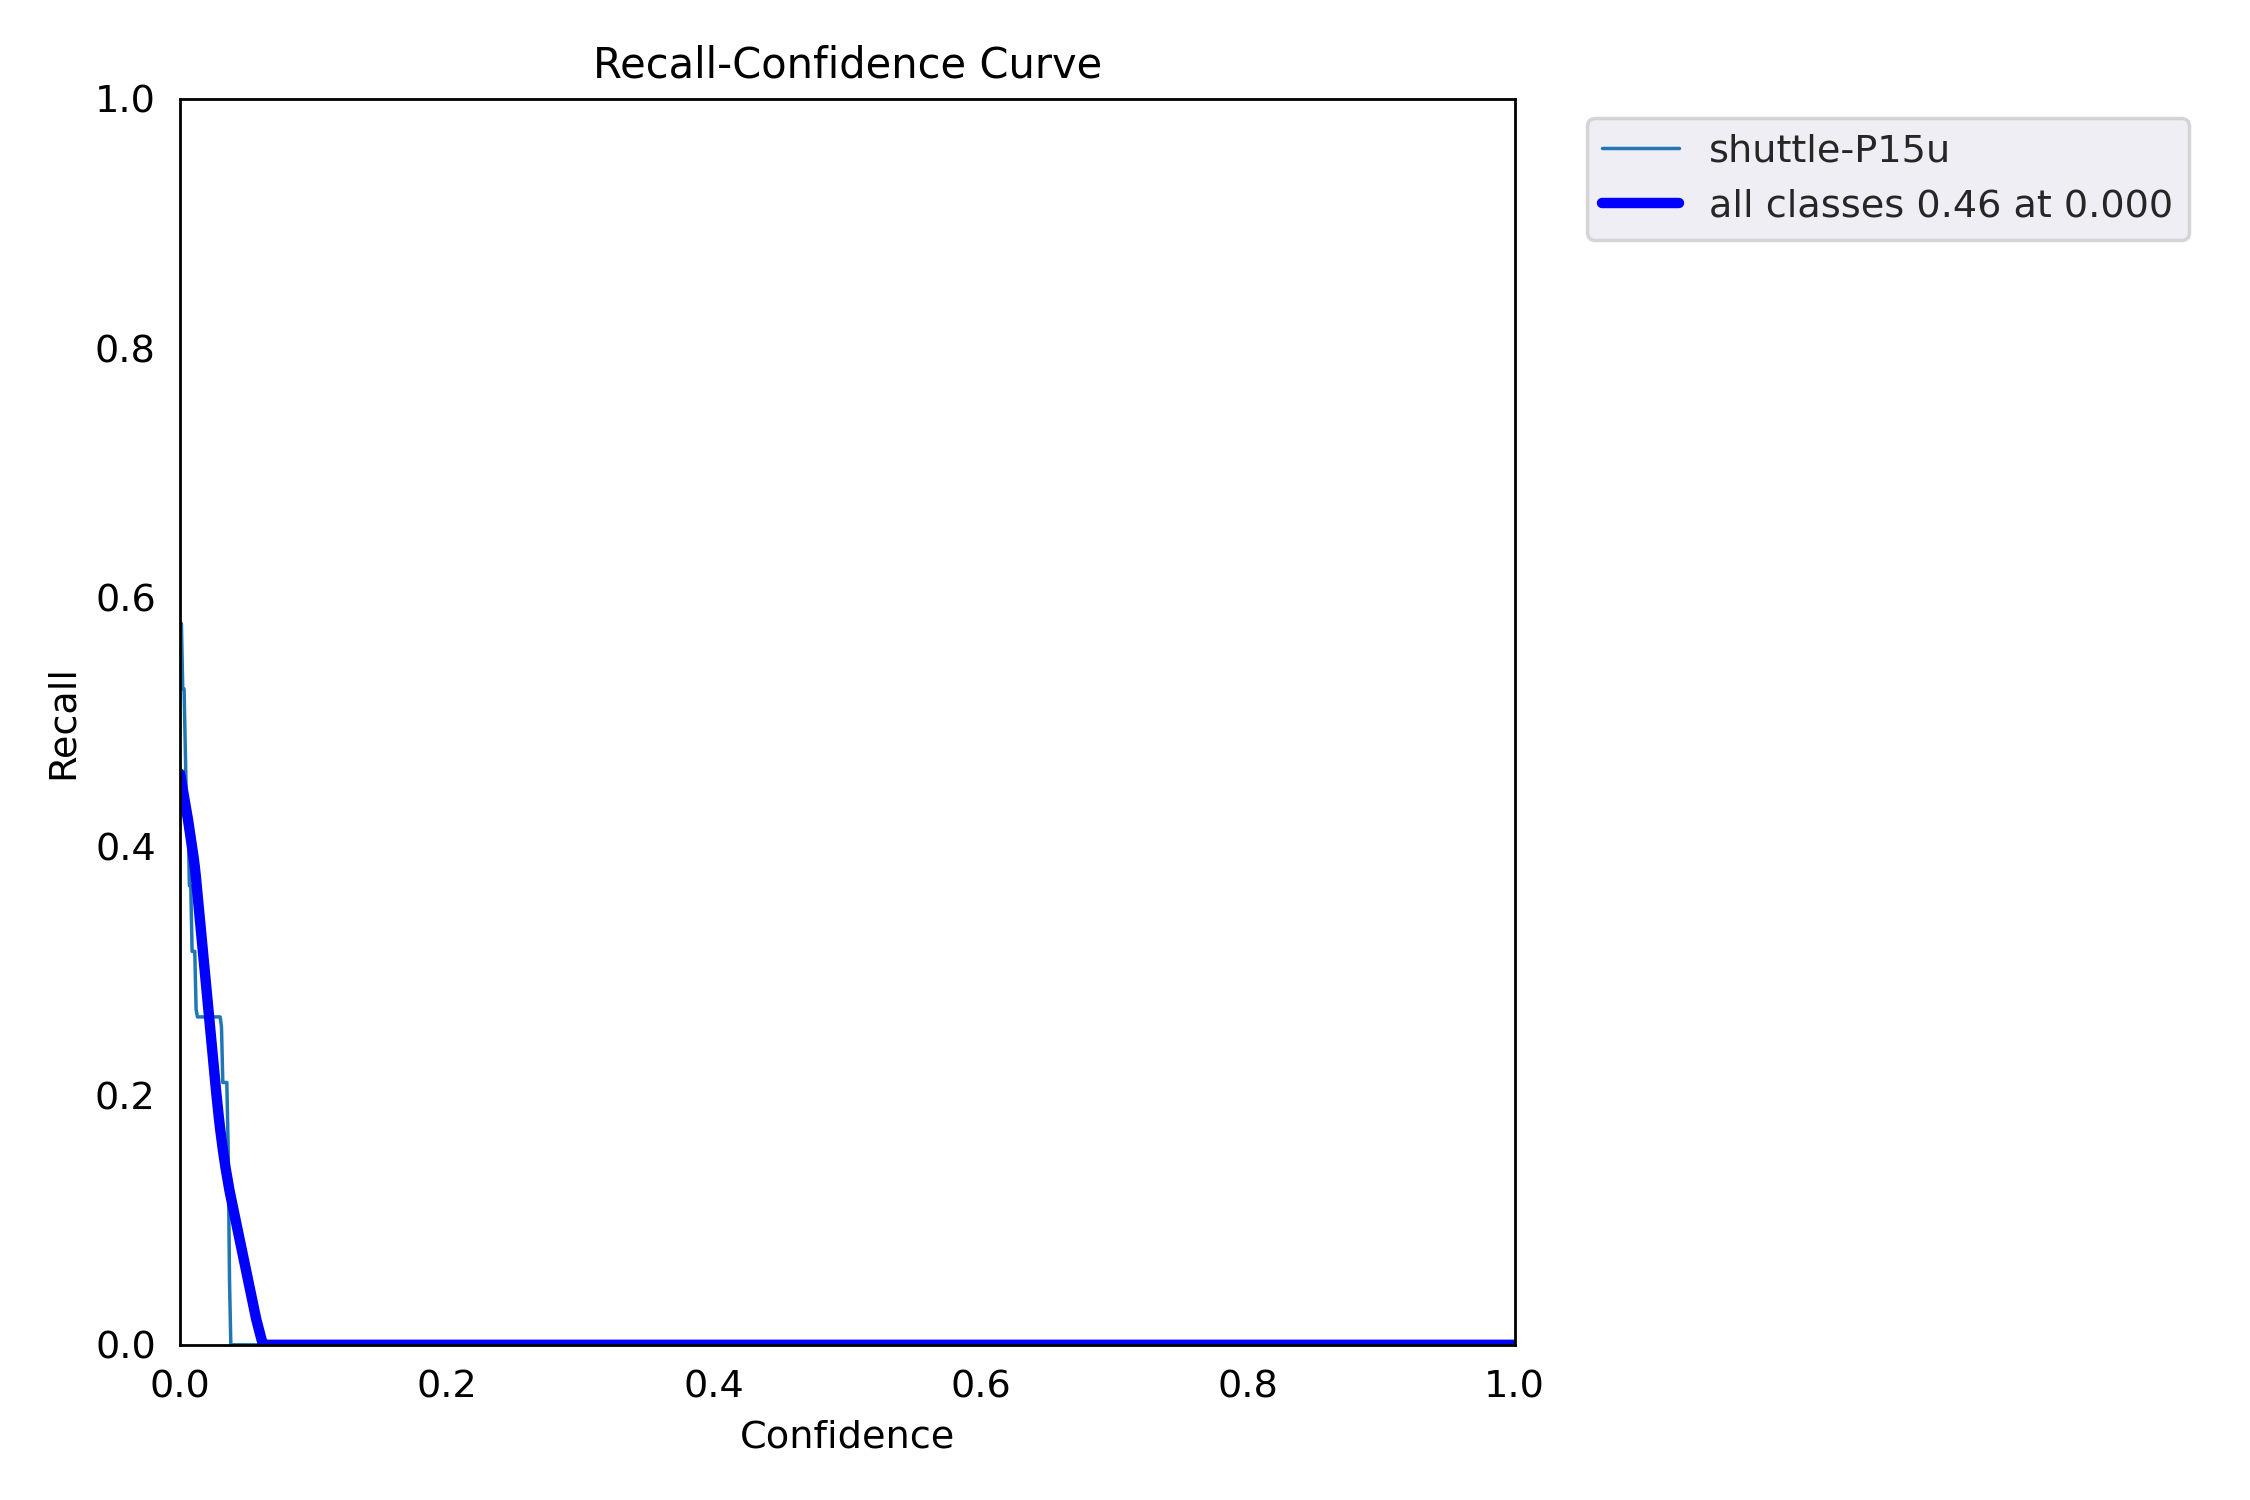 Recall-Confidence Curve
1.0
0.8
0.6
0.4
0.2
0.0
Recall
0.0 0.2 0.4 0.6 0.8 1.0
Confidence
shuttle-P15u
all classes 0.46 at 0.000